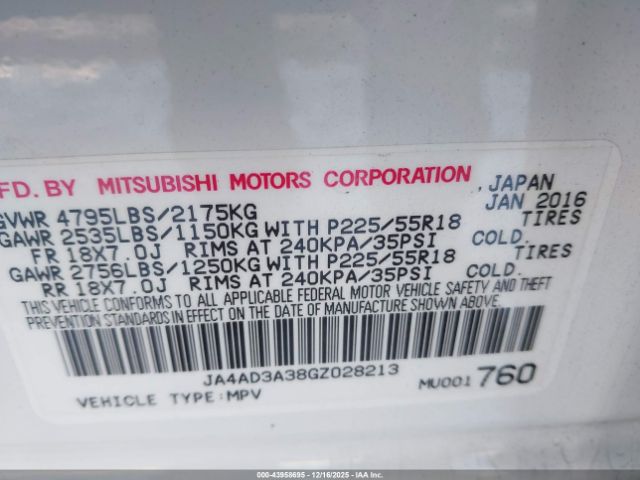 FD. BY MITSUBISHI MOTORS CORPORATION , JAPAN
JAN 2016
GVWR 4795LBS/2175KG
GAWR 2535LBS/1150KG WITH P225/55R18 TIRES
FR 18X7.0J RIMS AT 240KPA/35PSI COLD.
GAWR 2756LBS/1250KG WITH P225/55R18 TIRES
RR 18X7.0J RIMS AT 240KPA/35PSI COLD.
THIS VEHICLE CONFORMS TO ALL APPLICABLE FEDERAL MOTOR VEHICLE SAFETY AND THEFT
PREVENTION STANDARDS IN EFFECT ON THE DATE OF MANUFACTURE SHOWN ABOVE.
JA4AD3A38GZ028213
VEHICLE TYPE:MPV
MU001 760
000-43958695 - 12/16/2025 - IAA, LLC